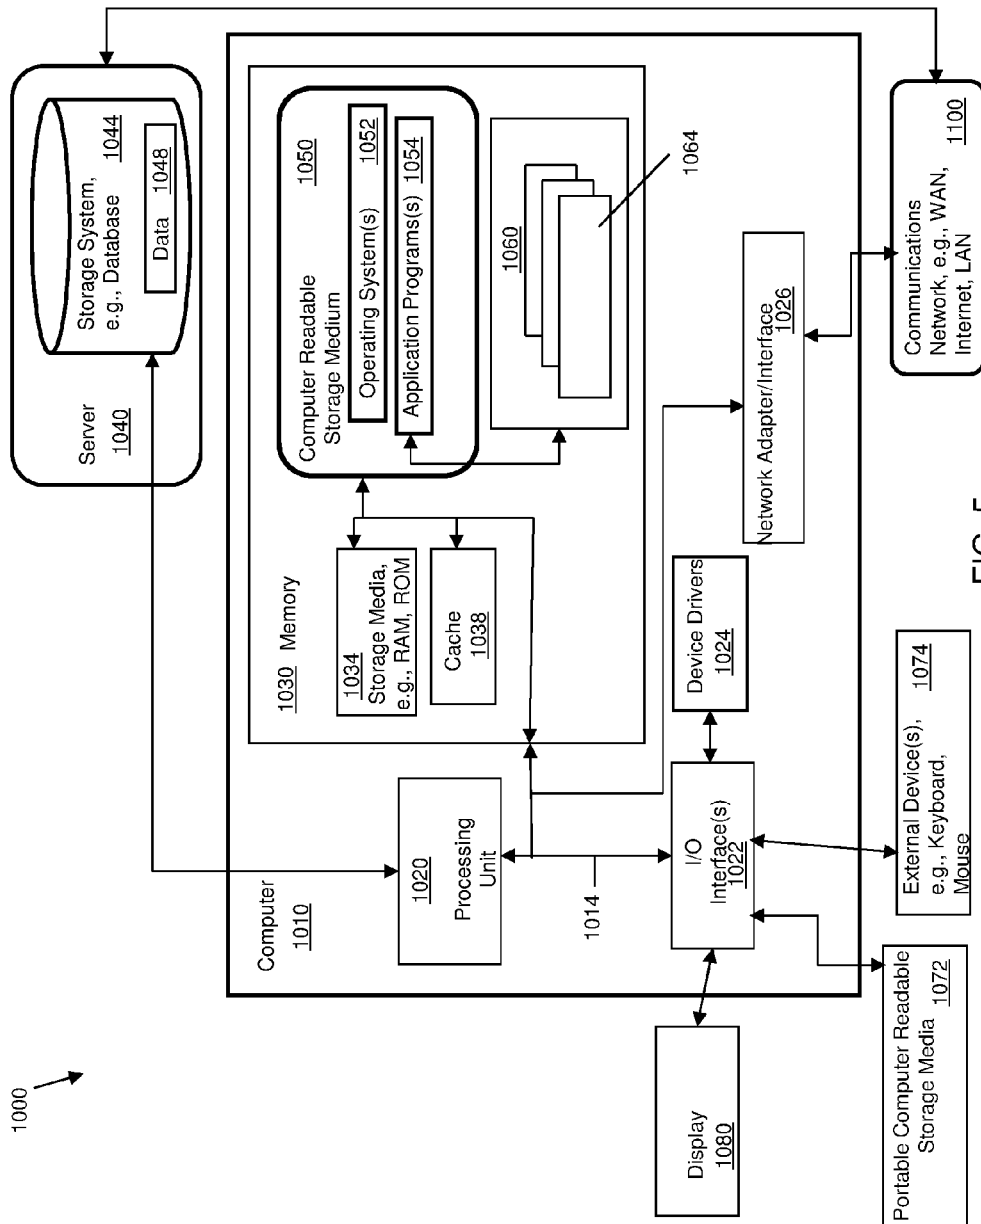 1000
Server
1040
Storage System,
e.g., Database
1044
Data
1048
Computer
1010
1020
Processing
Unit
1014
1030 Memory
1034
Storage Media,
e.g., RAM, ROM
Cache
1038
Computer Readable
Storage Medium
1050
Operating System(s)
1052
Application Programs(s)
1054
1060
1064
I/O
Interface(s)
1022
Device Drivers
1024
Network Adapter/Interface
1026
Display
1080
Portable Computer Readable
Storage Media
1072
External Device(s),
e.g., Keyboard,
Mouse
1074
Communications
Network, e.g., WAN,
Internet, LAN
1100
FIG. 5